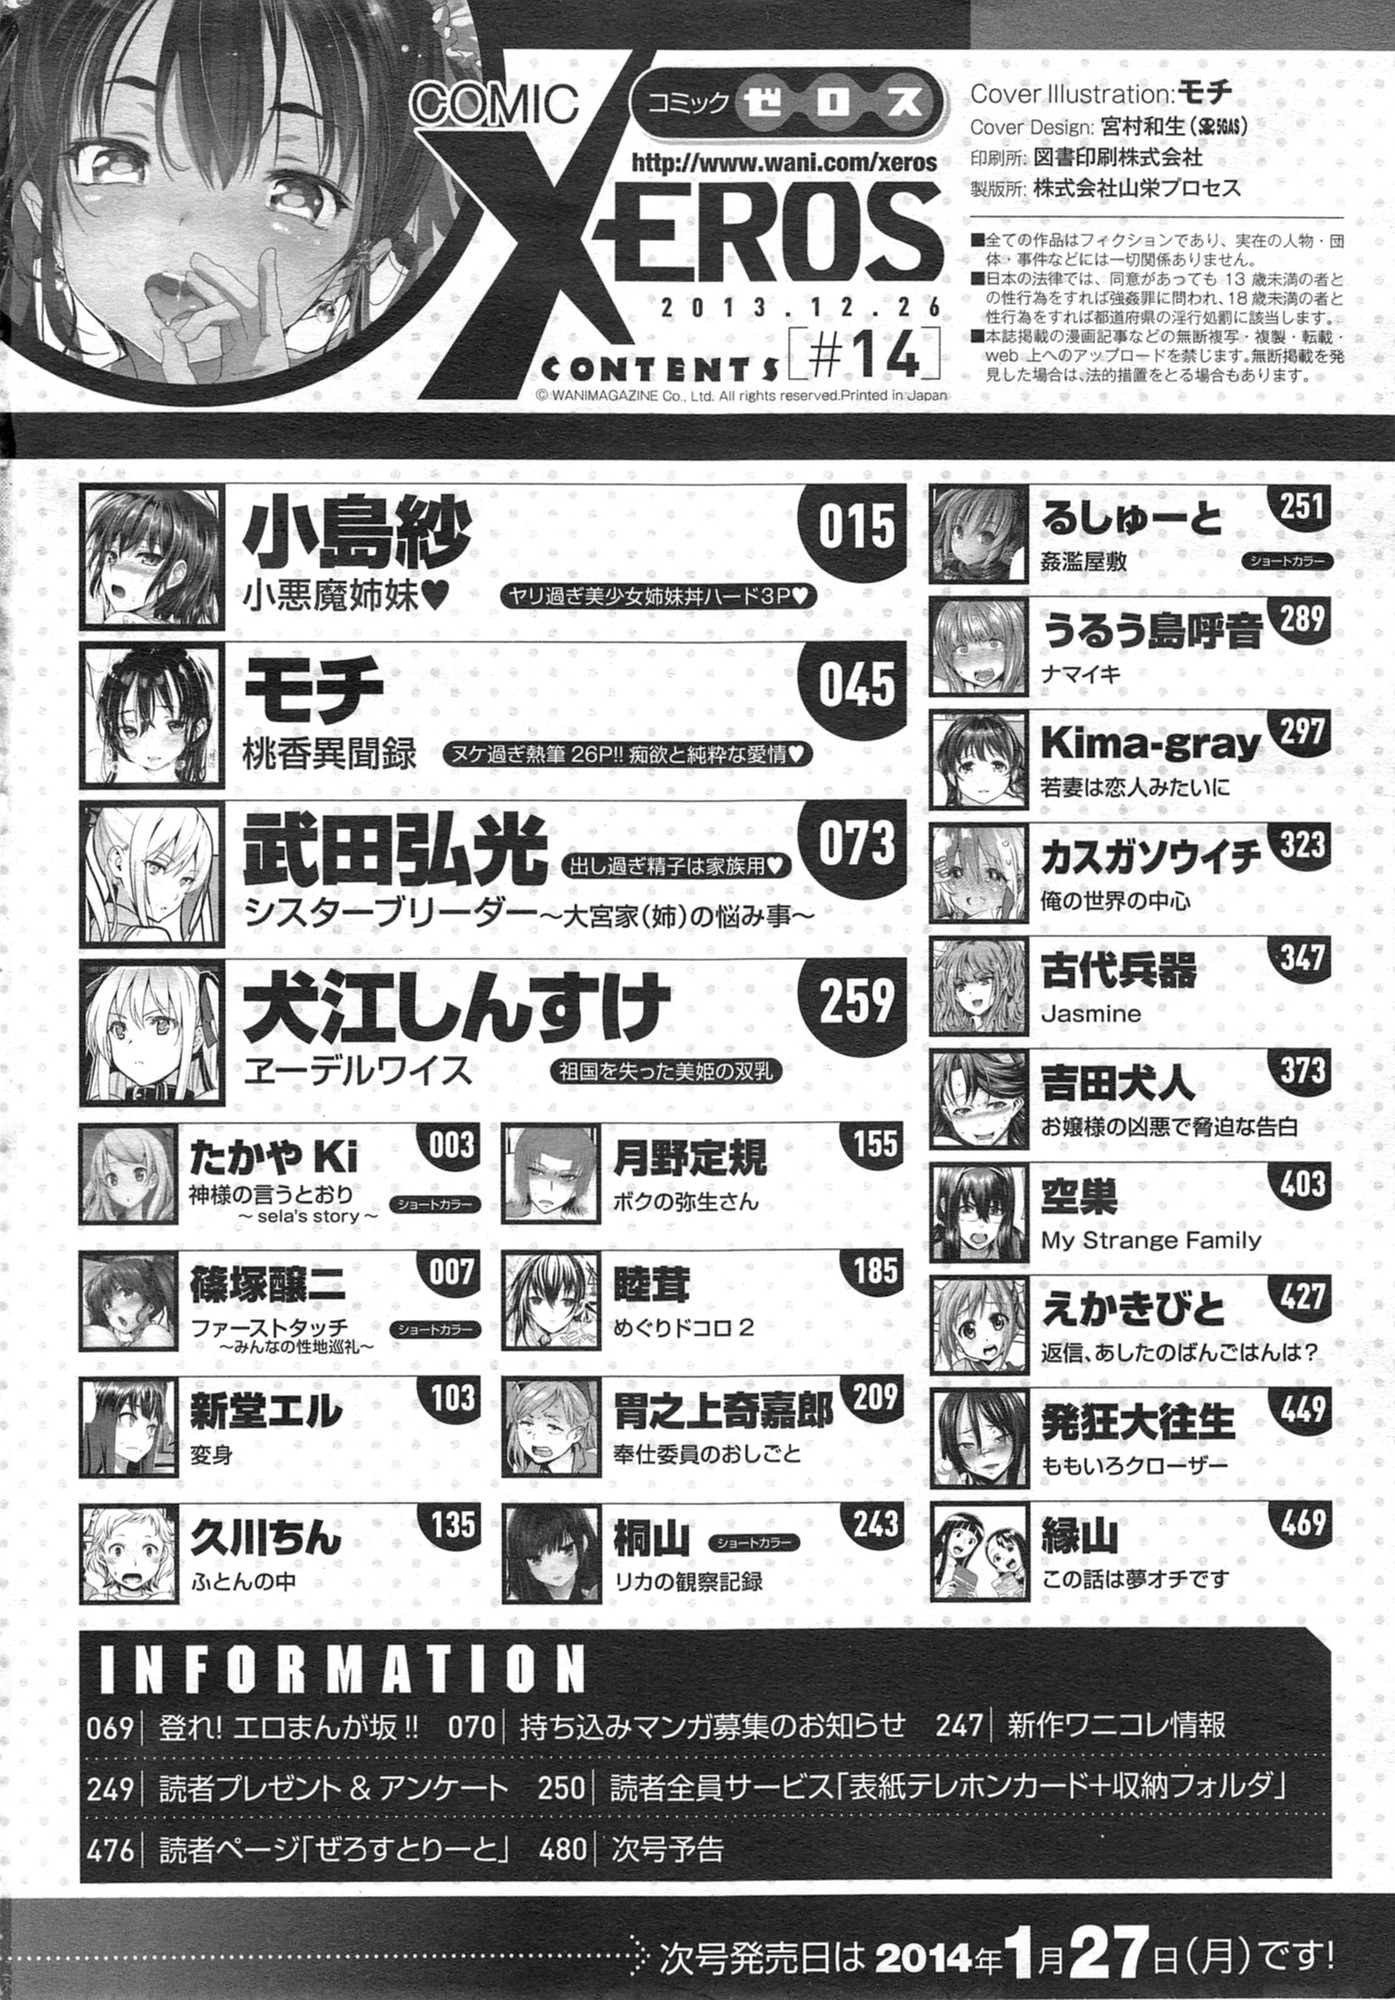 COMIC
XEROS
コミック ゼロス
http://www.wani.com/xeros
2013.12.26
CONTENTS [#14]
© WANIMAGAZINE Co., Ltd. All rights reserved.Printed in Japan
Cover Illustration:モチ
Cover Design: 宮村和生(5GAS)
印刷所: 図書印刷株式会社
製版所: 株式会社山栄プロセス
■全ての作品はフィクションであり、実在の人物・団
体・事件などには一切関係ありません。
■日本の法律では、同意があっても 13 歳未満の者と
の性行為をすれば強姦罪に問われ、18 歳未満の者と
性行為をすれば都道府県の淫行処罰に該当します。
■本誌掲載の漫画記事などの無断複写・複製・転載・
web 上へのアップロードを禁じます。無断掲載を発
見した場合は、法的措置をとる場合もあります。
小島紗 015
小悪魔姉妹♥ ヤリ過ぎ美少女姉妹丼ハード3P♥
モチ 045
桃香異聞録 ヌケ過ぎ熱筆26P!! 痴欲と純粋な愛情♥
武田弘光 出し過ぎ精子は家族用♥ 073
シスターブリーダー～大宮家(姉)の悩み事～
犬江しんすけ 259
ヱーデルワイス 祖国を失った美姫の双乳
たかやKi 003
神様の言うとおり ショートカラー
～ sela's story ～
篠塚醸二 007
ファーストタッチ ショートカラー
～みんなの性地巡礼～
新堂エル 103
変身
久川ちん 135
ふとんの中
月野定規 155
ボクの弥生さん
睦茸 185
めぐりドコロ2
胃之上奇嘉郎 209
奉仕委員のおしごと
桐山 ショートカラー 243
リカの観察記録
るしゅーと 251
姦濫屋敷 ショートカラー
うるう島呼音 289
ナマイキ
Kima-gray 297
若妻は恋人みたいに
カスガソウイチ 323
俺の世界の中心
古代兵器 347
Jasmine
吉田犬人 373
お嬢様の凶悪で脅迫な告白
空巣 403
My Strange Family
えかきびと 427
返信、あしたのばんごはんは？
発狂大往生 449
ももいろクローザー
縁山 469
この話は夢オチです
INFORMATION
069 登れ! エロまんが坂!! 070 持ち込みマンガ募集のお知らせ 247 新作ワニコレ情報
249 読者プレゼント＆アンケート 250 読者全員サービス「表紙テレホンカード＋収納フォルダ」
476 読者ページ「ぜろすとりーと」 480 次号予告
次号発売日は 2014年1月27日(月)です!